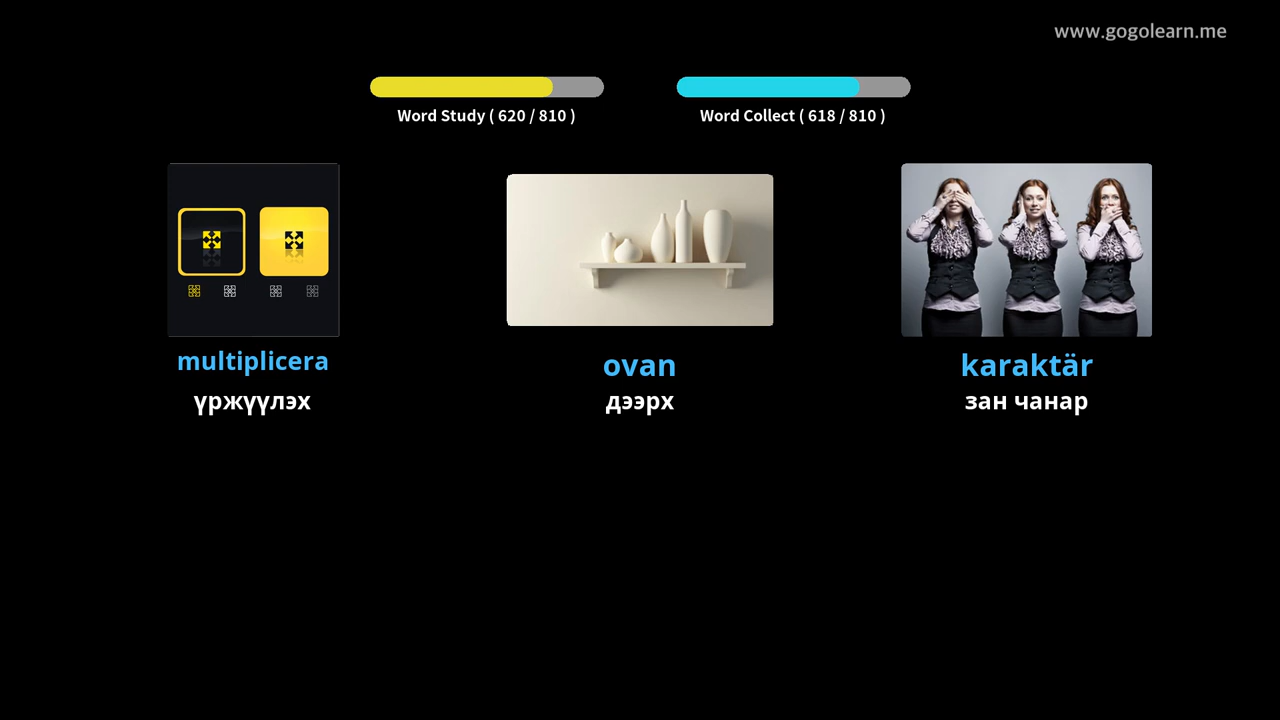 www.gogolearn.me
Word Study ( 620 / 810 )
Word Collect ( 618 / 810 )
multiplicera
үржүүлэх
ovan
дээрх
karaktär
зан чанар